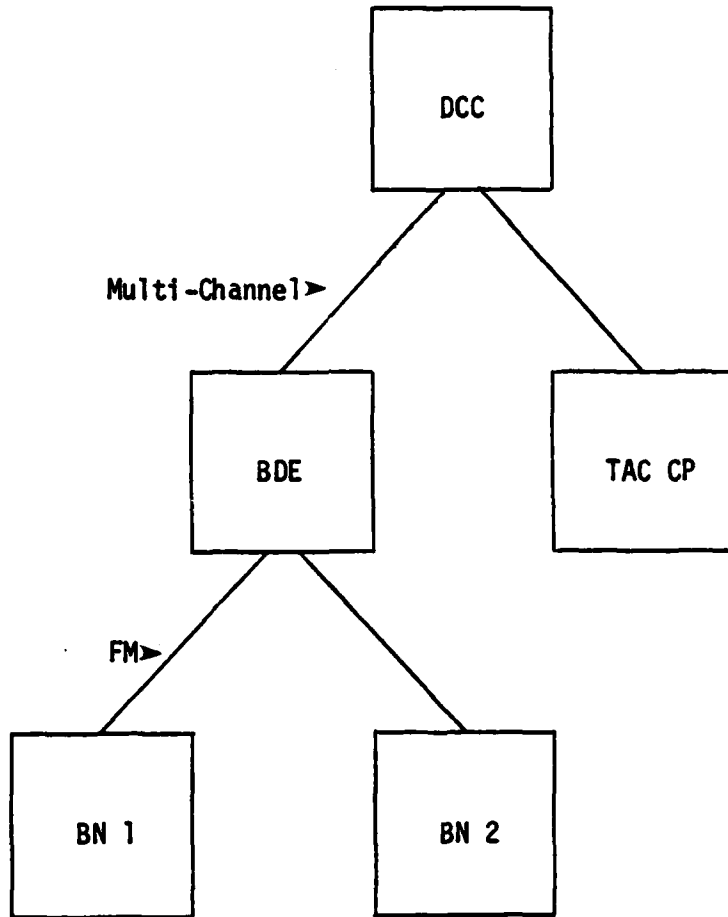 DCC
Multi-Channel
BDE
TAC CP
FM
BN 1
BN 2